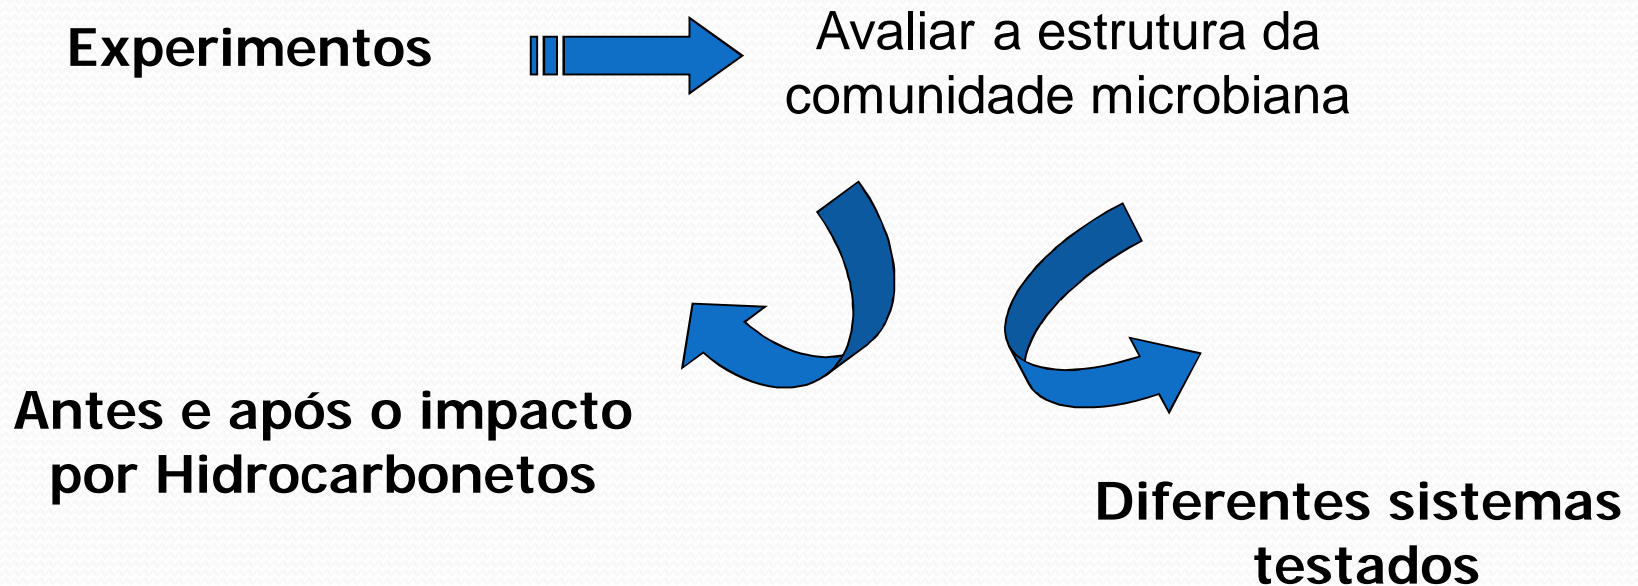 Experimentos
Avaliar a estrutura da
comunidade microbiana
Antes e após o impacto
por Hidrocarbonetos
Diferentes sistemas
testados